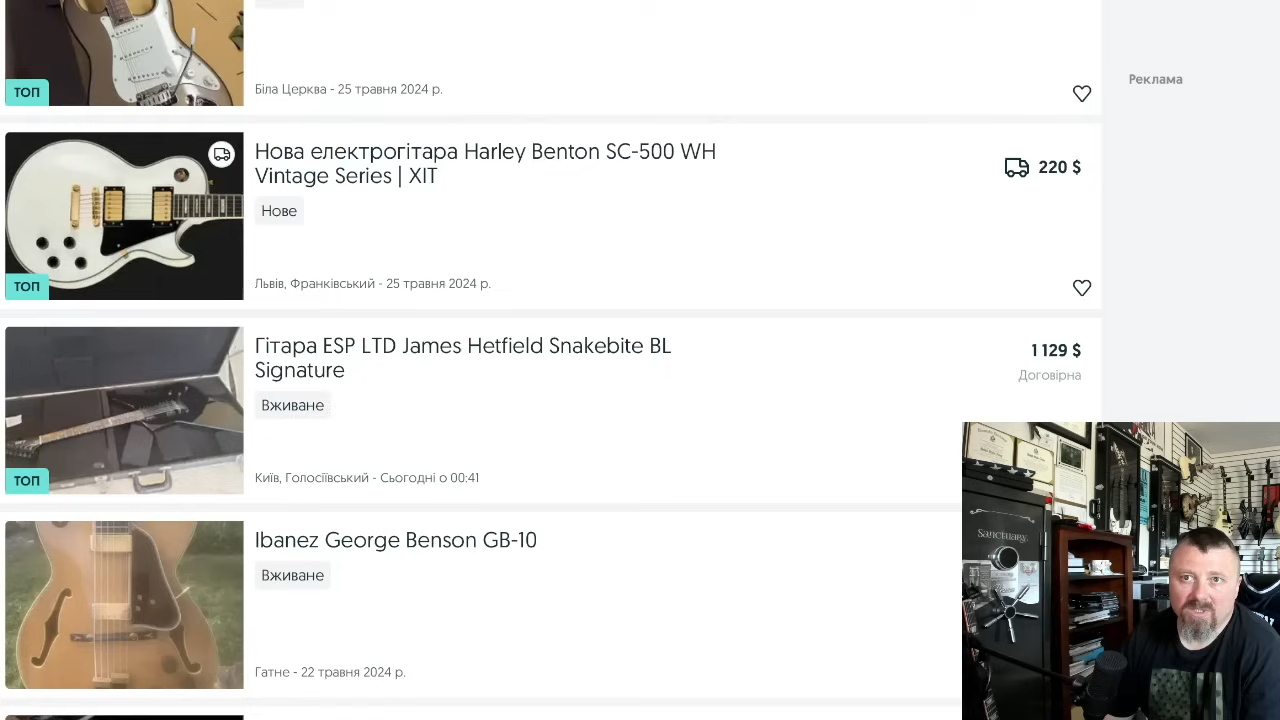 ТОП
Біла Церква - 25 травня 2024 р.
Реклама
Нова електрогітара Harley Benton SC-500 WH
Vintage Series | ХІТ
220 $
Нове
ТОП
Львів, Франківський - 25 травня 2024 р.
Гітара ESP LTD James Hetfield Snakebite BL
Signature
1 129 $
Договірна
Вживане
ТОП
Київ, Голосіївський - Сьогодні о 00:41
Ibanez George Benson GB-10
Вживане
Гатне - 22 травня 2024 р.
Sanctuary